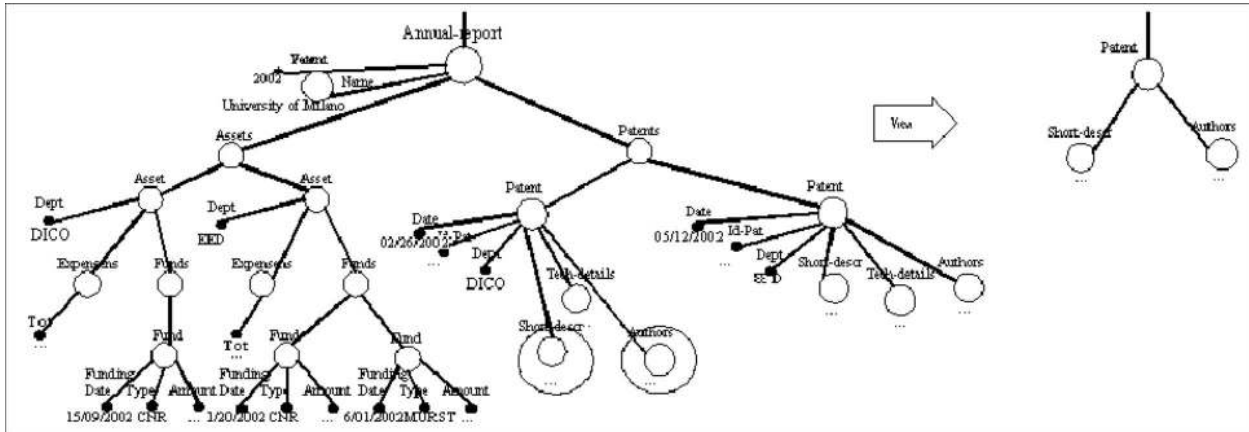 Annual-report
Patent
2002
Name
University of Milano
View
Patent
Short-descr
Authors
...
...
Assets
Patents
Asset
Asset
Patent
Patent
Dept
DICO
Dept
EED
Date
02/26/2002
Id-Pat
...
Dept
DICO
Date
05/12/2002
Id-Pat
...
Dept
Short-descr
...
Tech-details
...
Authors
...
Expensens
Funds
Expensens
Funds
Tech-details
...
Short-descr
...
Authors
...
Tot
...
Tot
...
Fund
Fund
Fund
Funding
Date
Type
Amount
Funding
Date
Type
Amount
Funding
Date
Type
Amount
15/09/2002 CNR
...
1/20/2002 CNR
...
6/01/2002 MURST
...